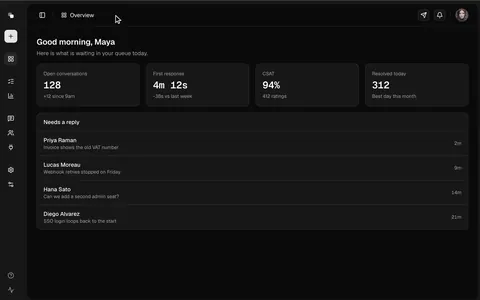 Overview
Good morning, Maya
Here is what is waiting in your queue today.
Open conversations
128
+12 since 9am
First response
4m 12s
-38s vs last week
CSAT
94%
412 ratings
Resolved today
312
Best day this month
Needs a reply
Priya Raman
Invoice shows the old VAT number
2m
Lucas Moreau
Webhook retries stopped on Friday
9m
Hana Sato
Can we add a second admin seat?
14m
Diego Alvarez
SSO login loops back to the start
21m